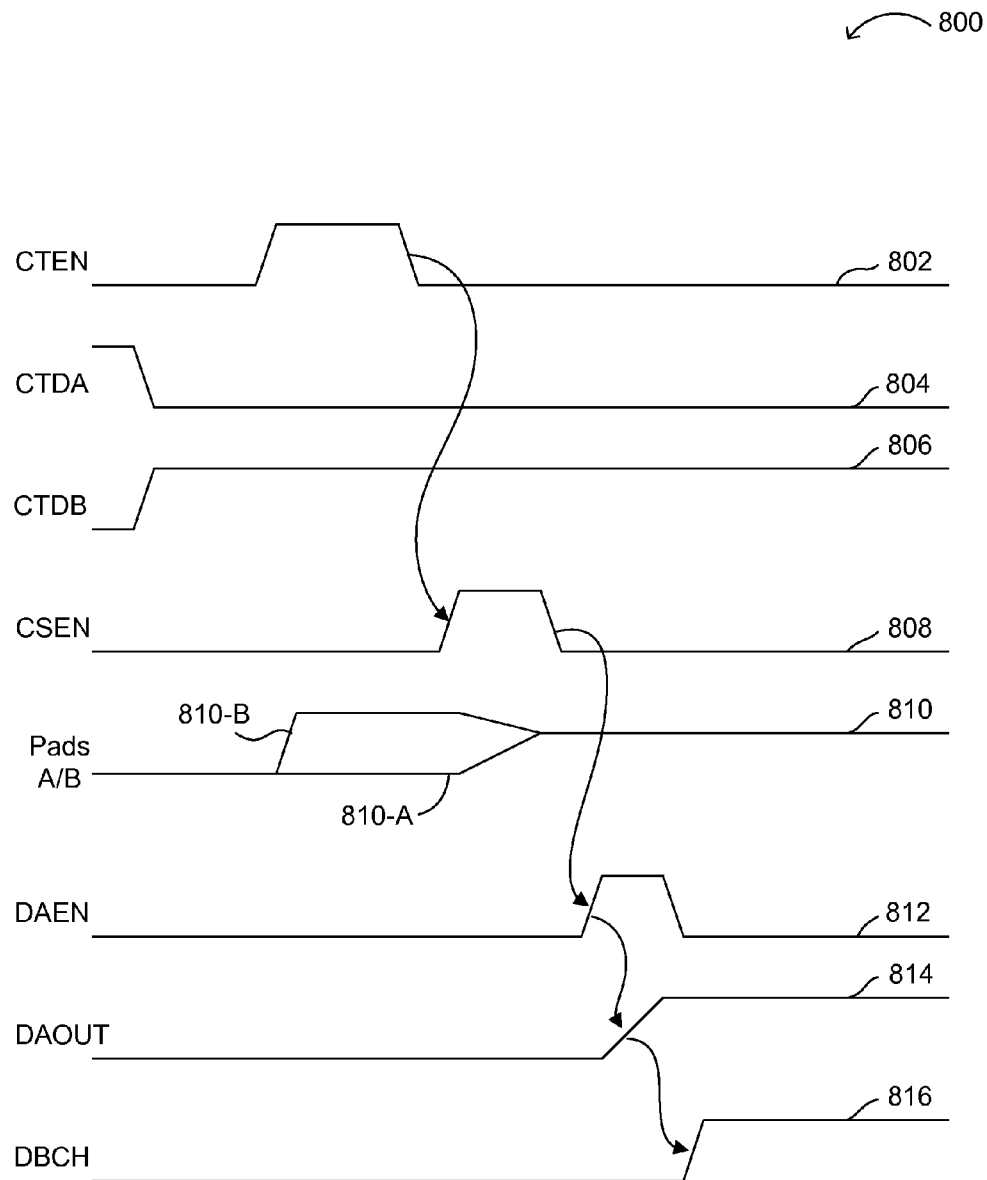 800
CTEN
802
CTDA
804
806
CTDB
CSEN
808
810-B
810
Pads
A/B
810-A
DAEN
812
814
DAOUT
816
DBCH